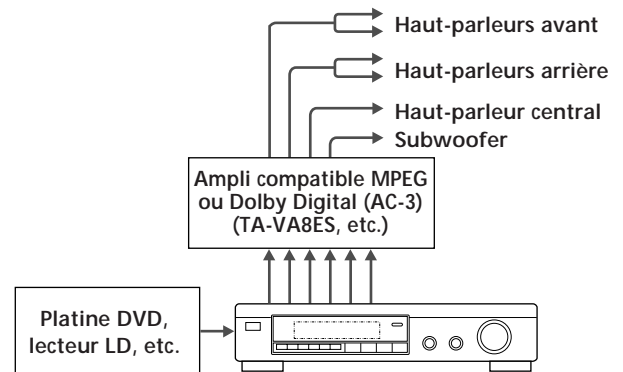 Haut-parleurs avant
Haut-parleurs arrière
Haut-parleur central
Subwoofer
Ampli compatible MPEG
ou Dolby Digital (AC-3)
(TA-VA8ES, etc.)
Platine DVD,
lecteur LD, etc.